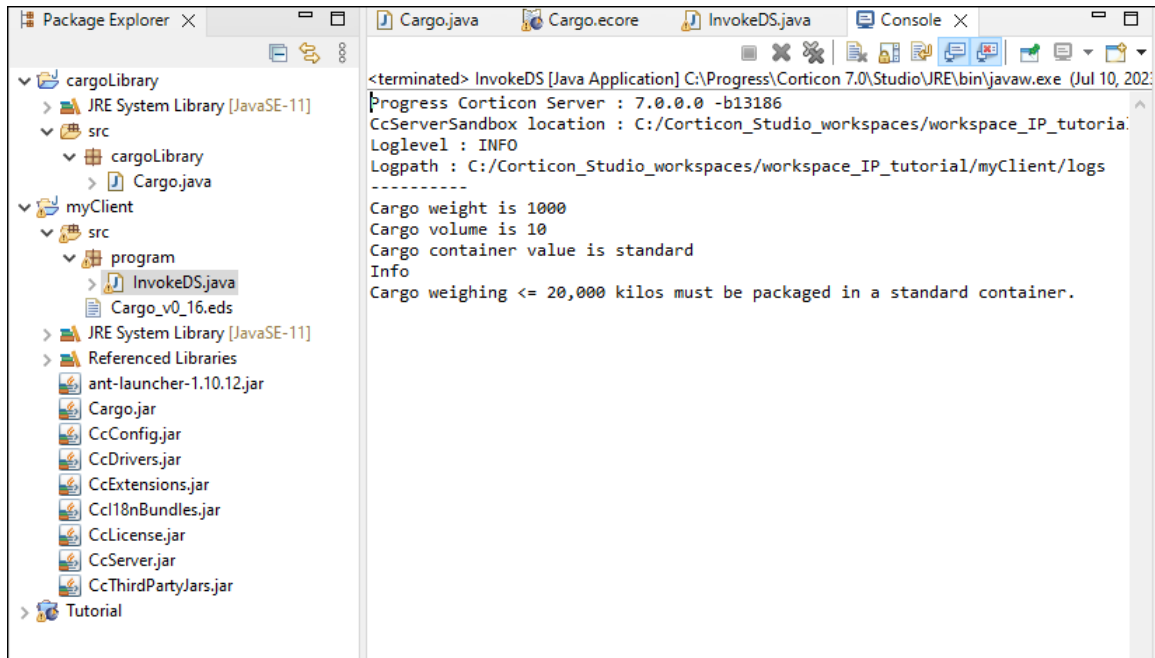 Package Explorer
cargoLibrary
JRE System Library [JavaSE-11]
src
cargoLibrary
Cargo.java
myClient
src
program
InvokeDS.java
Cargo_v0_16.eds
JRE System Library [JavaSE-11]
Referenced Libraries
ant-launcher-1.10.12.jar
Cargo.jar
CcConfig.jar
CcDrivers.jar
CcExtensions.jar
CcI18nBundles.jar
CcLicense.jar
CcServer.jar
CcThirdPartyJars.jar
Tutorial
Cargo.java Cargo.ecore InvokeDS.java Console
<terminated> InvokeDS [Java Application] C:\Progress\Corticon 7.0\Studio\JRE\bin\javaw.exe (Jul 10, 202
Progress Corticon Server : 7.0.0.0 -b13186
CcServerSandbox location : C:/Corticon_Studio_workspaces/workspace_IP_tutoria
Loglevel : INFO
Logpath : C:/Corticon_Studio_workspaces/workspace_IP_tutorial/myClient/logs
----------
Cargo weight is 1000
Cargo volume is 10
Cargo container value is standard
Info
Cargo weighing <= 20,000 kilos must be packaged in a standard container.